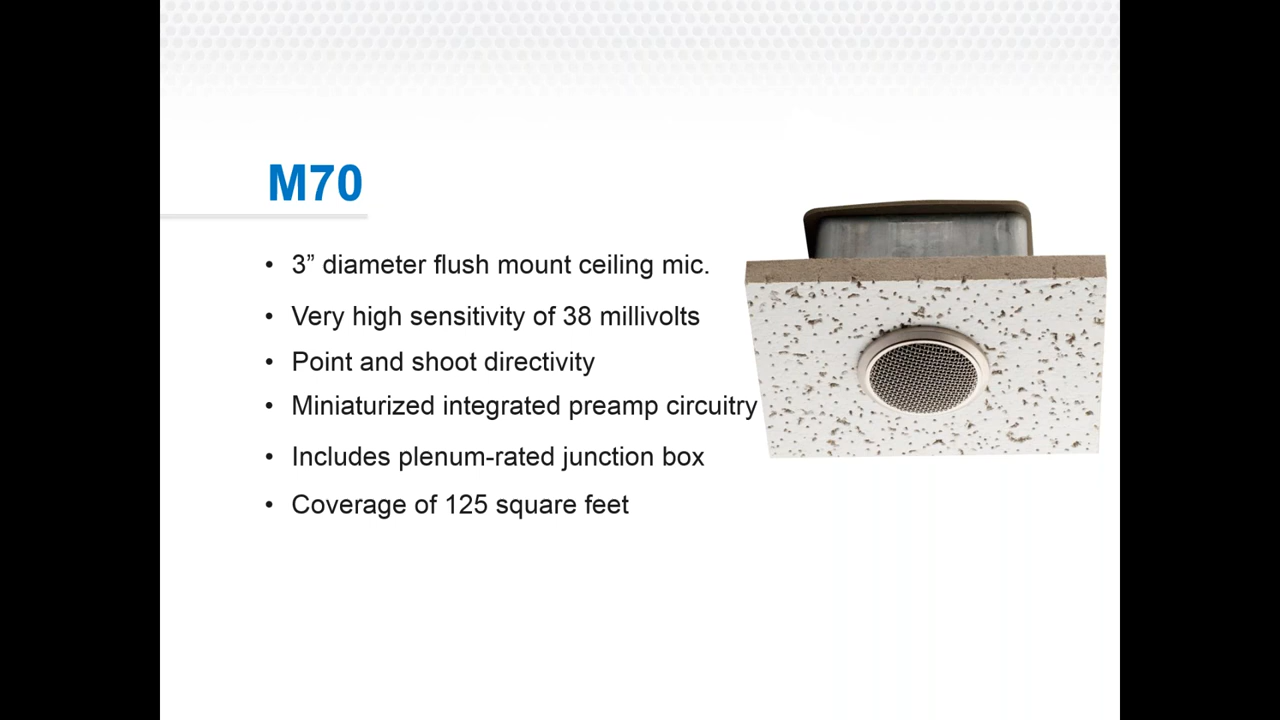 M70
• 3” diameter flush mount ceiling mic.
• Very high sensitivity of 38 millivolts
• Point and shoot directivity
• Miniaturized integrated preamp circuitry
• Includes plenum-rated junction box
• Coverage of 125 square feet